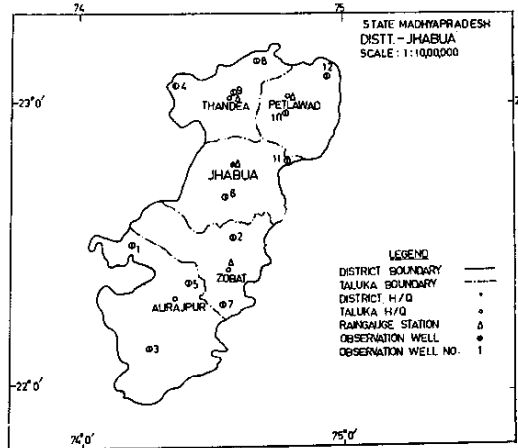 74
75
STATE MADHYAPRADESH
DISTT. - JHABUA
SCALE : 1:10,00,000
8
12
4
23°0'
9
THANDEA
PETLAWAD
10
11
JHABUA
6
2
1
ZOBAT
5
7
AURAJPUR
3
LEGEND
DISTRICT BOUNDARY
TALUKA BOUNDARY
DISTRICT H/Q
TALUKA H/Q
RAINGAUGE STATION
OBSERVATION WELL
OBSERVATION WELL NO. 1
22°0'
74°0'
75°0'